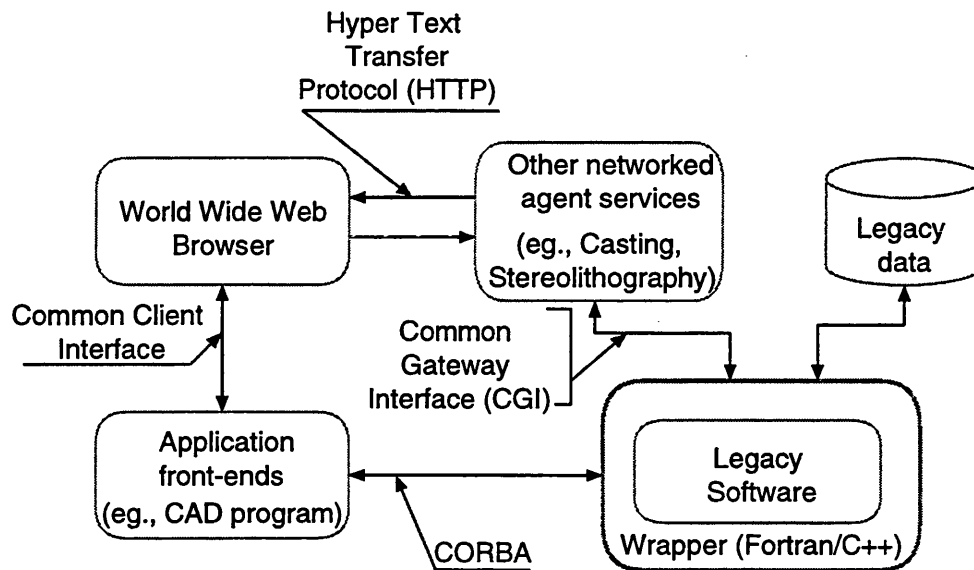 Hyper Text
Transfer
Protocol (HTTP)
World Wide Web
Browser
Other networked
agent services
(eg., Casting,
Stereolithography)
Legacy
data
Common Client
Interface
Common
Gateway
Interface (CGI)
Application
front-ends
(eg., CAD program)
Legacy
Software
Wrapper (Fortran/C++)
CORBA